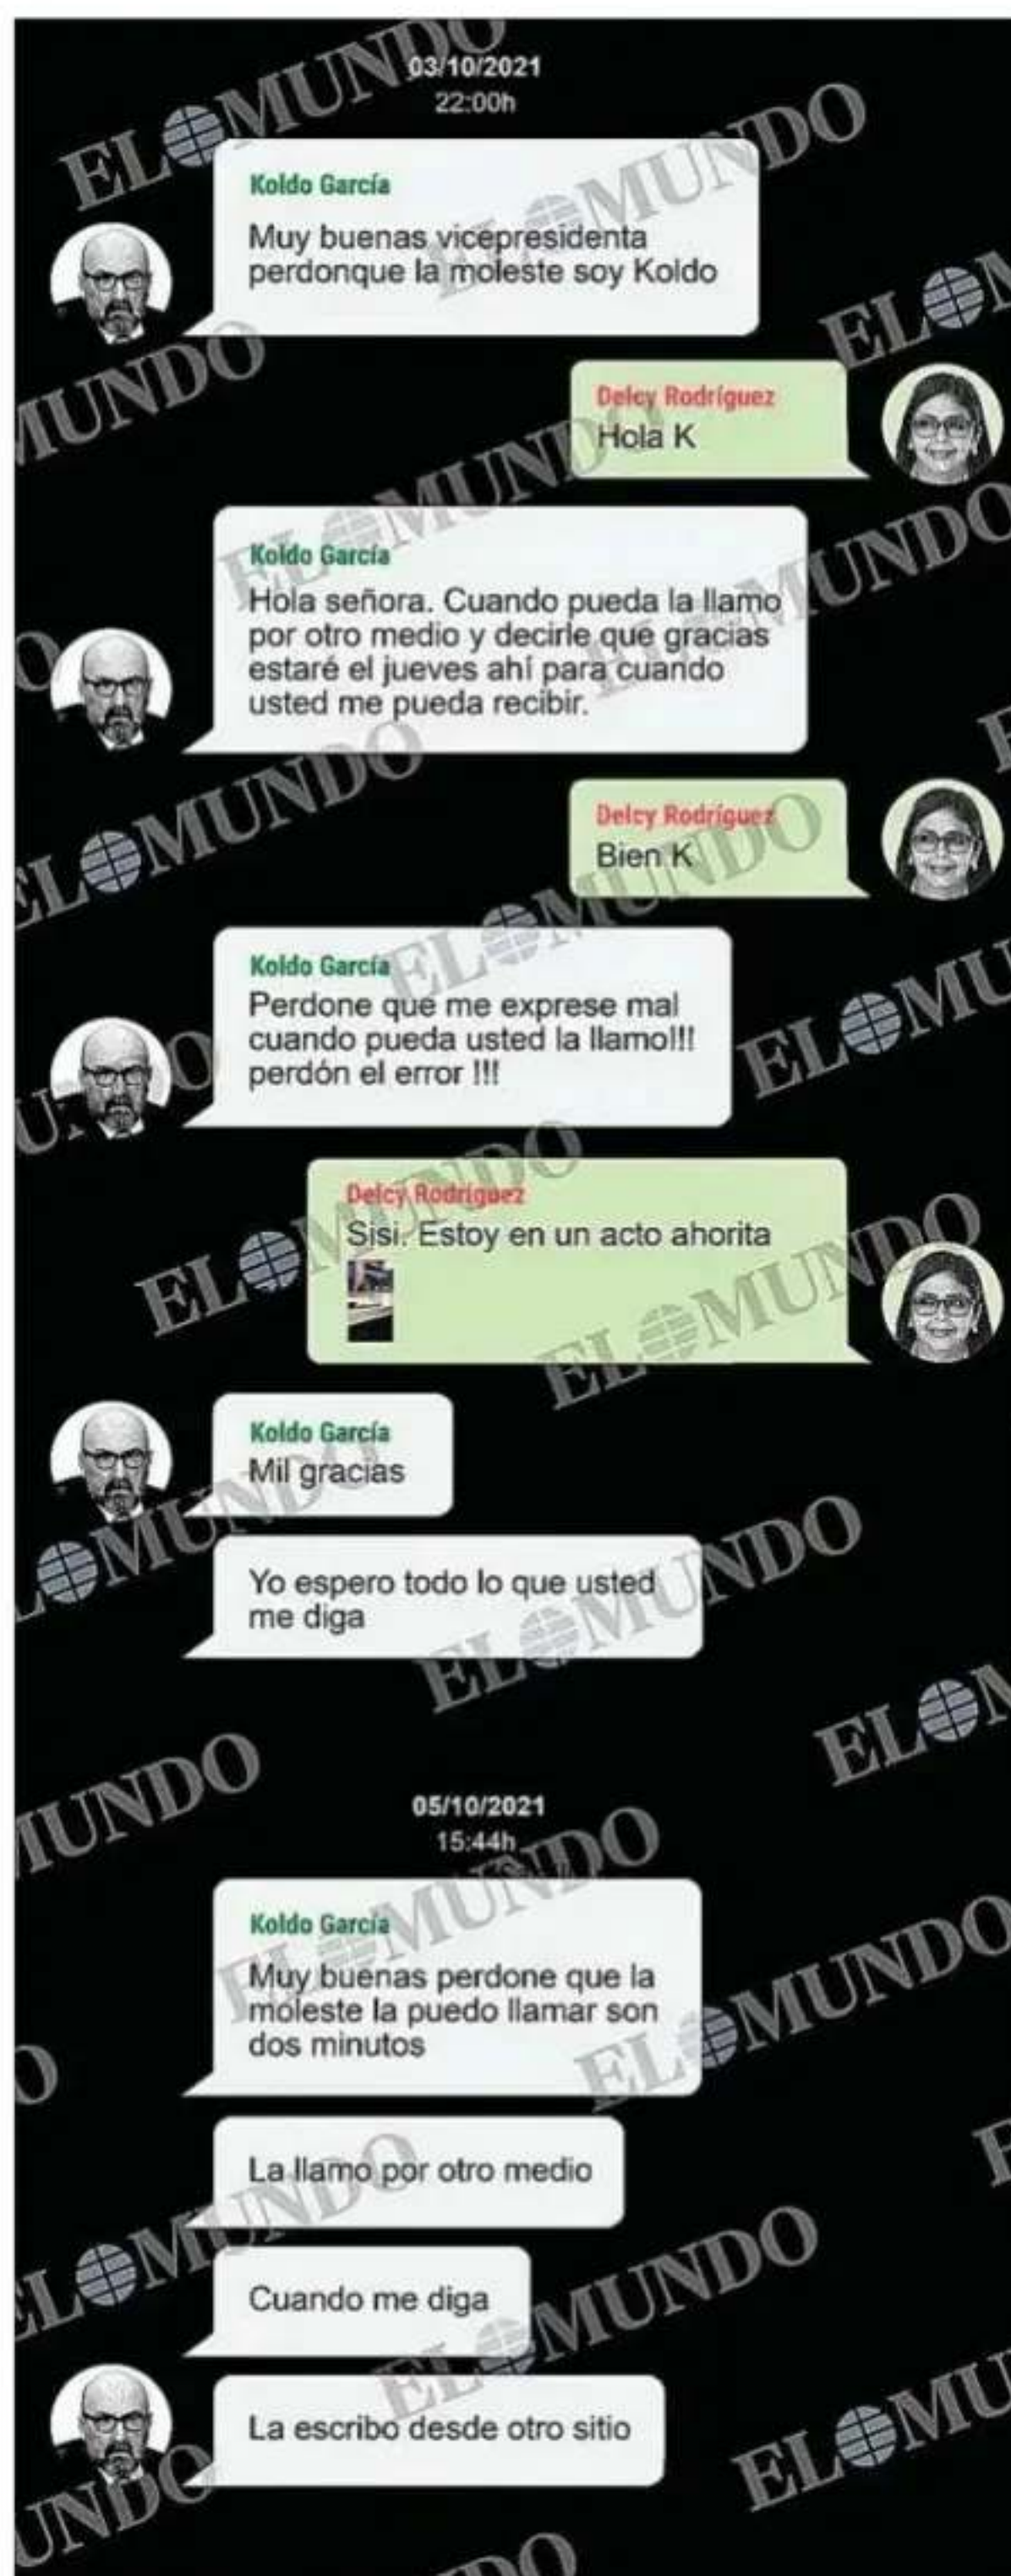 03/10/2021
22:00h
Koldo García
Muy buenas vicepresidenta
perdonque la moleste soy Koldo
Delcy Rodríguez
Hola K
Koldo García
Hola señora. Cuando pueda la llamo
por otro medio y decirle que gracias
estaré el jueves ahí para cuando
usted me pueda recibir.
Delcy Rodríguez
Bien K
Koldo García
Perdone que me exprese mal
cuando pueda usted la llamo!!!
perdón el error !!!
Delcy Rodríguez
Sisi. Estoy en un acto ahorita
Koldo García
Mil gracias
Yo espero todo lo que usted
me diga
05/10/2021
15:44h
Koldo García
Muy buenas perdone que la
moleste la puedo llamar son
dos minutos
La llamo por otro medio
Cuando me diga
La escribo desde otro sitio
EL MUNDO